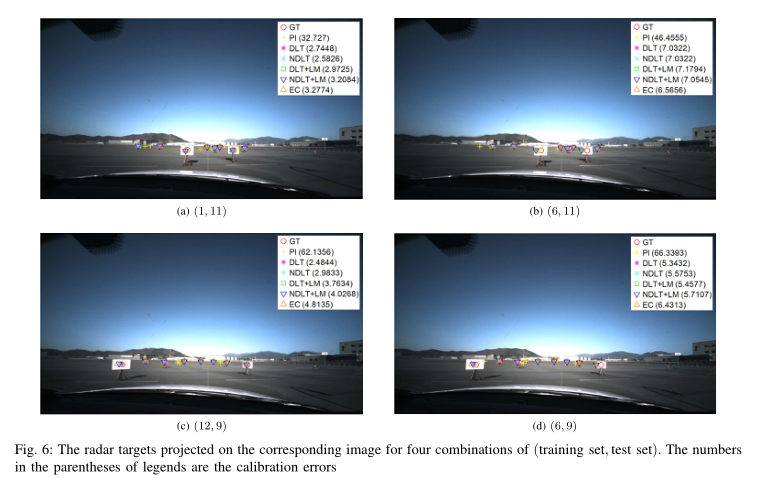 GT
PI (32.727)
DLT (2.7448)
NDLT (2.5826)
DLT+LM (2.9725)
NDLT+LM (3.2084)
EC (3.2774)
GT
PI (46.4555)
DLT (7.0322)
NDLT (7.0322)
DLT+LM (7.1794)
NDLT+LM (7.0545)
EC (6.5656)
(a) (1, 11)
(b) (6, 11)
GT
PI (62.1356)
DLT (2.4844)
NDLT (2.9833)
DLT+LM (3.7634)
NDLT+LM (4.0268)
EC (4.8135)
GT
PI (66.3393)
DLT (5.3432)
NDLT (5.5753)
DLT+LM (5.4577)
NDLT+LM (5.7107)
EC (6.4313)
(c) (12, 9)
(d) (6, 9)
Fig. 6: The radar targets projected on the corresponding image for four combinations of (training set, test set). The numbers
in the parentheses of legends are the calibration errors